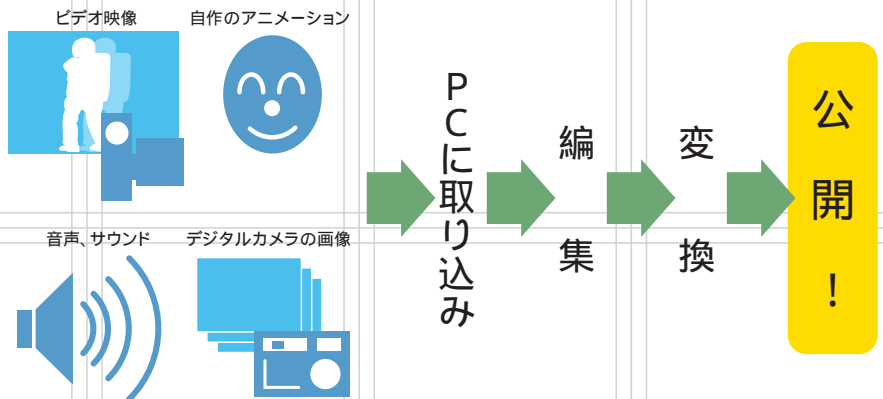 ビデオ映像
自作のアニメーション
音声、サウンド
デジタルカメラの画像
PCに取り込み
編集
変換
公開！